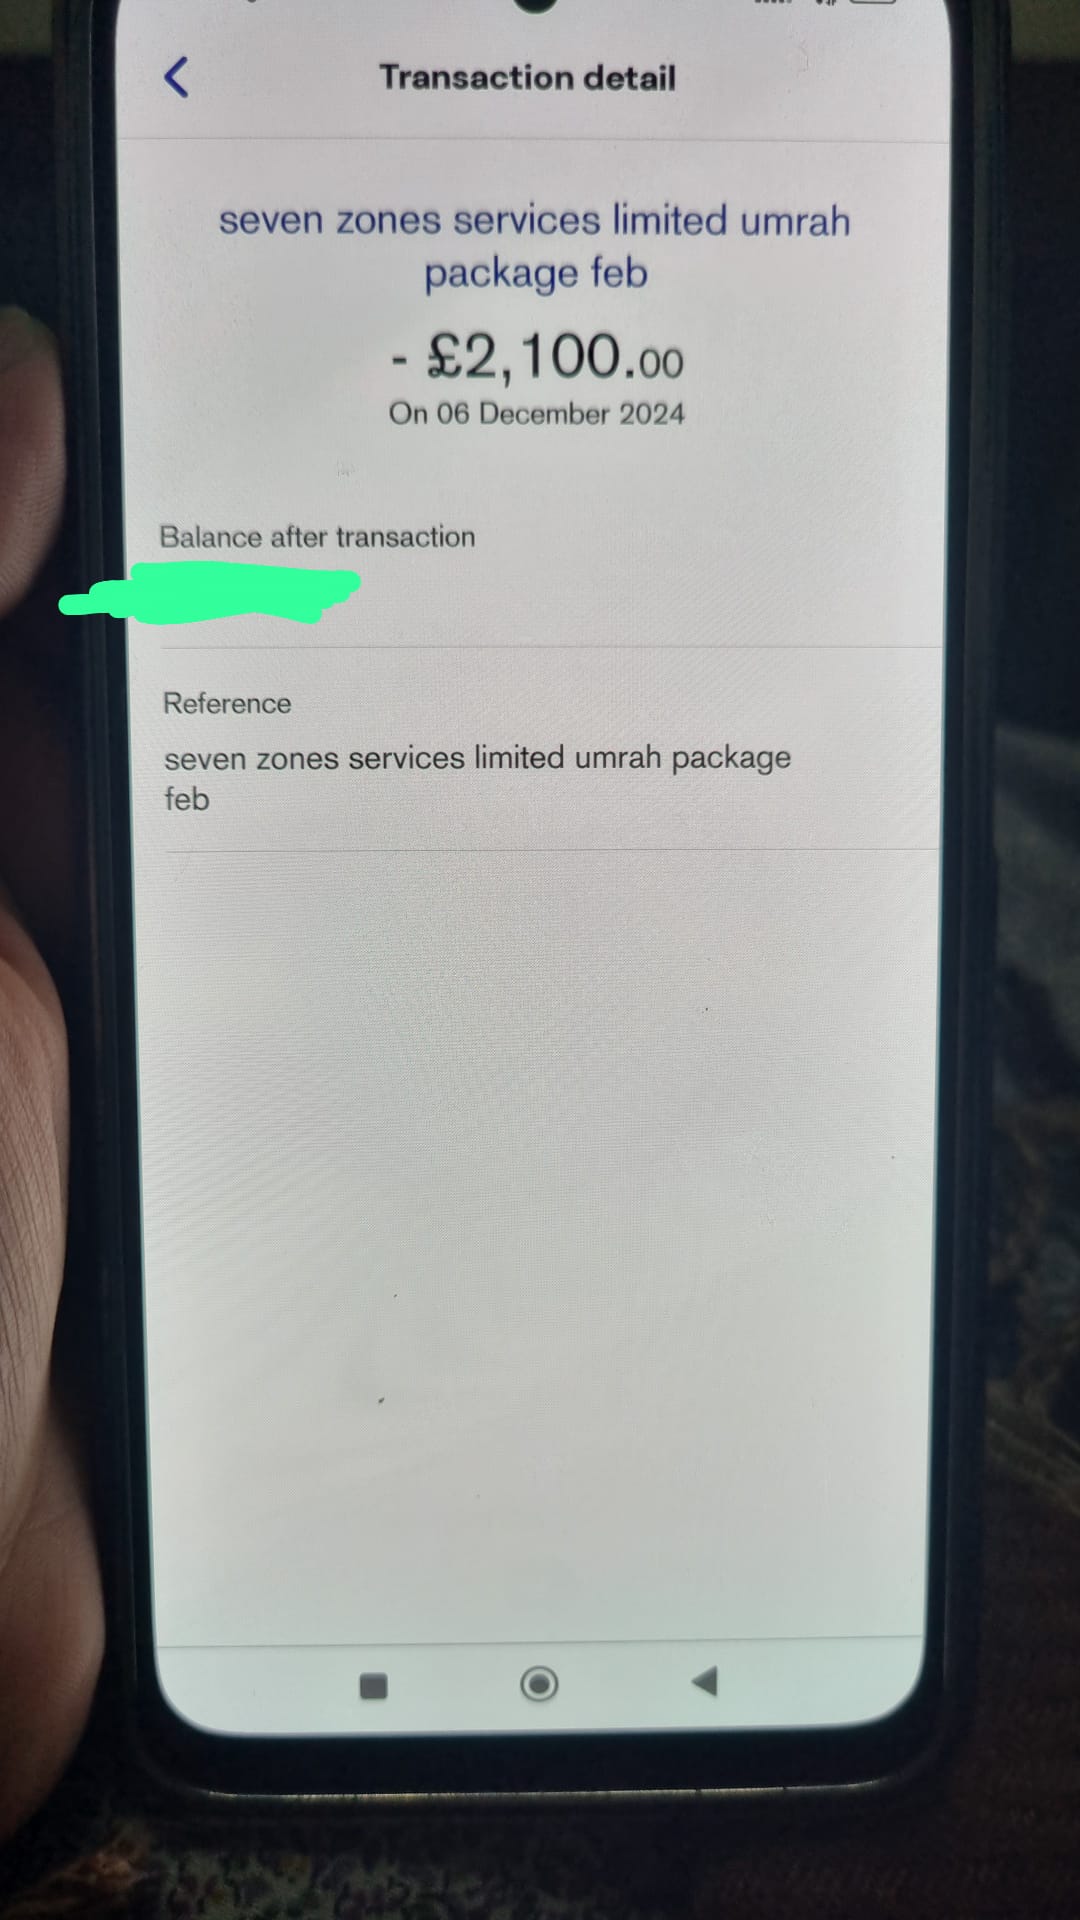 Transaction detail
seven zones services limited umrah
package feb
- £2,100.00
On 06 December 2024
Balance after transaction
Reference
seven zones services limited umrah package
feb